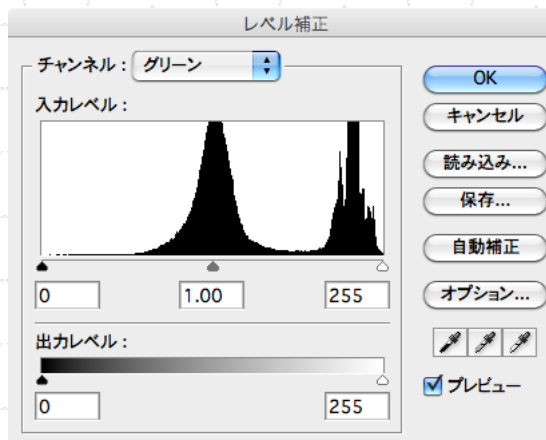 レベル補正
チャンネル： グリーン
入力レベル：
0 1.00 255
出力レベル：
0 255
OK
キャンセル
読み込み...
保存...
自動補正
オプション...
プレビュー